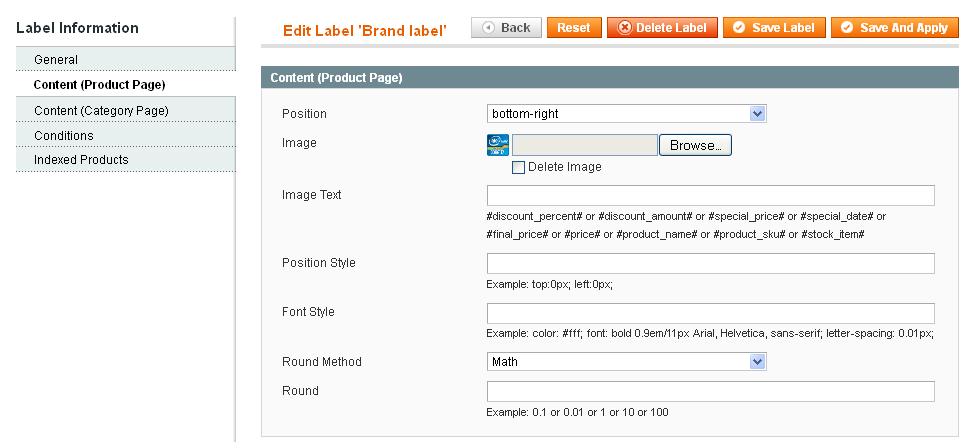 Label Information
General
Content (Product Page)
Content (Category Page)
Conditions
Indexed Products
Edit Label 'Brand label'
Back
Reset
Delete Label
Save Label
Save And Apply
Content (Product Page)
Position
bottom-right
Image
Browse...
Delete Image
Image Text
#discount_percent# or #discount_amount# or #special_price# or #special_date# or
#final_price# or #price# or #product_name# or #product_sku# or #stock_item#
Position Style
Example: top:0px; left:0px;
Font Style
Example: color: #fff; font: bold 0.9em/11px Arial, Helvetica, sans-serif; letter-spacing: 0.01px;
Round Method
Math
Round
Example: 0.1 or 0.01 or 1 or 10 or 100